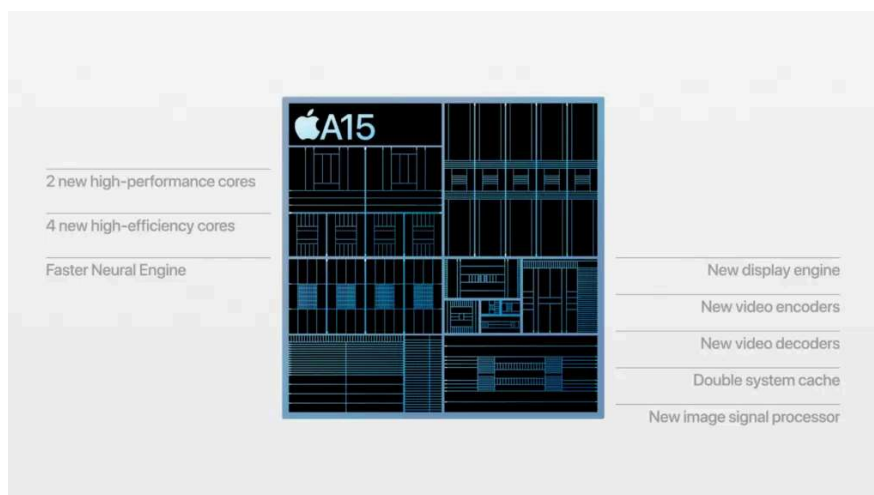 A15
2 new high-performance cores
4 new high-efficiency cores
Faster Neural Engine
New display engine
New video encoders
New video decoders
Double system cache
New image signal processor